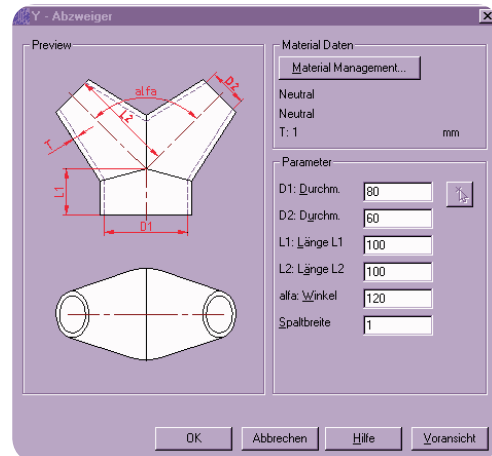 Y - Abzweiger
Preview
alfa
D2
L2
T
L1
D1
Material Daten
Material Management...
Neutral
Neutral
T: 1 mm
Parameter
D1: Durchm. 80
D2: Durchm. 60
L1: Länge L1 100
L2: Länge L2 100
alfa: Winkel 120
Spaltbreite 1
OK Abbrechen Hilfe Voransicht